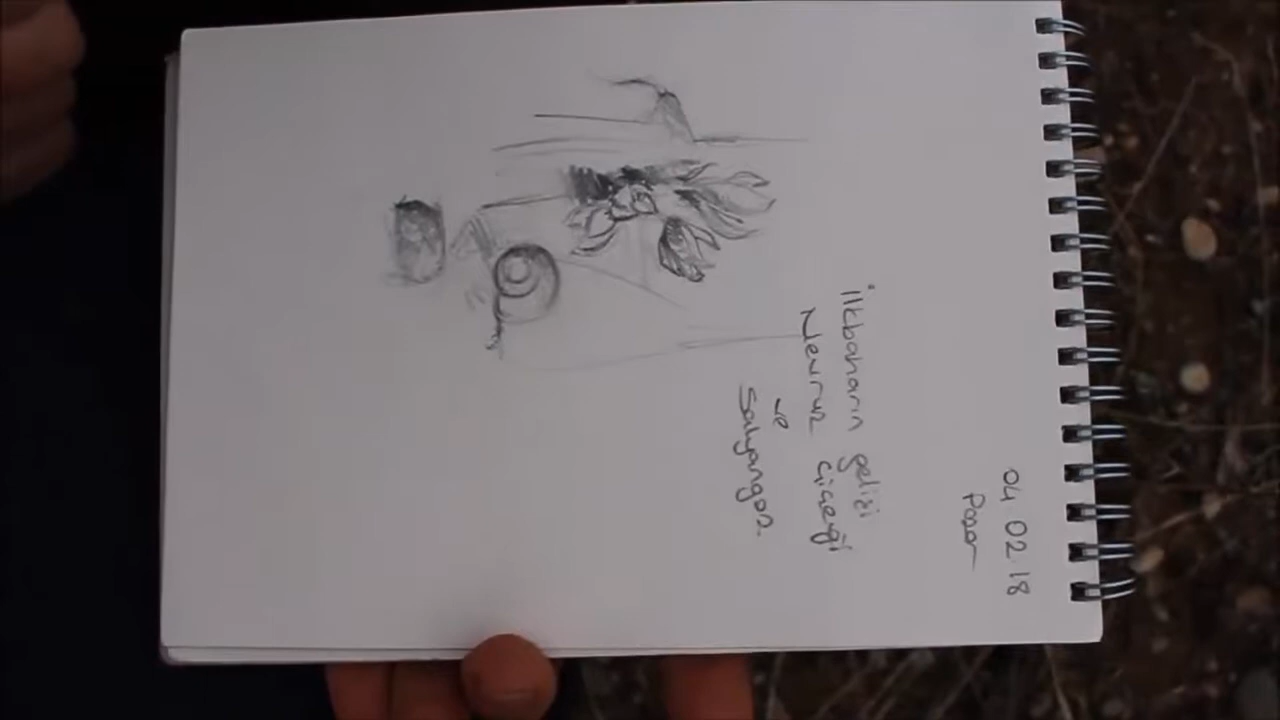 04.02.18
Pazar
İlkbaharın gelişi
Nevruz çiçeği
ve
Salyangoz.